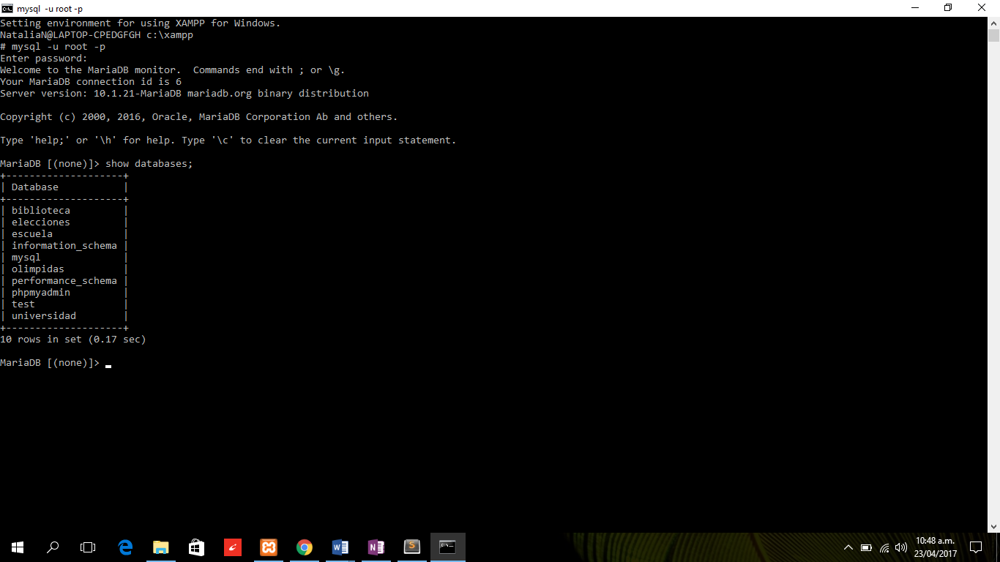 mysql -u root -p
Setting environment for using XAMPP for Windows.
NataliaN@LAPTOP-CPEDGFGH c:\xampp
# mysql -u root -p
Enter password:
Welcome to the MariaDB monitor.  Commands end with ; or \g.
Your MariaDB connection id is 6
Server version: 10.1.21-MariaDB mariadb.org binary distribution

Copyright (c) 2000, 2016, Oracle, MariaDB Corporation Ab and others.

Type 'help;' or '\h' for help. Type '\c' to clear the current input statement.

MariaDB [(none)]> show databases;
+--------------------+
| Database           |
+--------------------+
| biblioteca         |
| elecciones         |
| escuela            |
| information_schema |
| mysql              |
| olimpidas          |
| performance_schema |
| phpmyadmin         |
| test               |
| universidad        |
+--------------------+
10 rows in set (0.17 sec)

MariaDB [(none)]>
10:48 a.m.
23/04/2017